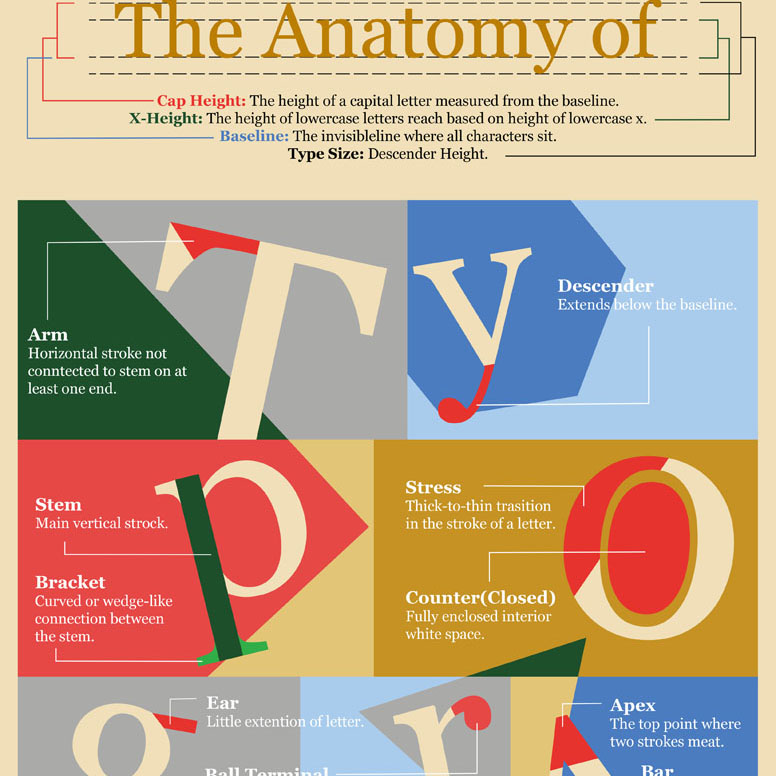 The Anatomy of
Cap Height: The height of a capital letter measured from the baseline.
X-Height: The height of lowercase letters reach based on height of lowercase x.
Baseline: The invisibleline where all characters sit.
Type Size: Descender Height.
T
Arm
Horizontal stroke not
conntected to stem on at
least one end.
y
Descender
Extends below the baseline.
p
Stem
Main vertical strock.
Bracket
Curved or wedge-like
connection between
the stem.
o
Stress
Thick-to-thin trasition
in the stroke of a letter.
Counter(Closed)
Fully enclosed interior
white space.
Ear
Little extention of letter.
Ball Terminal
r
Apex
The top point where
two strokes meat.
Bar